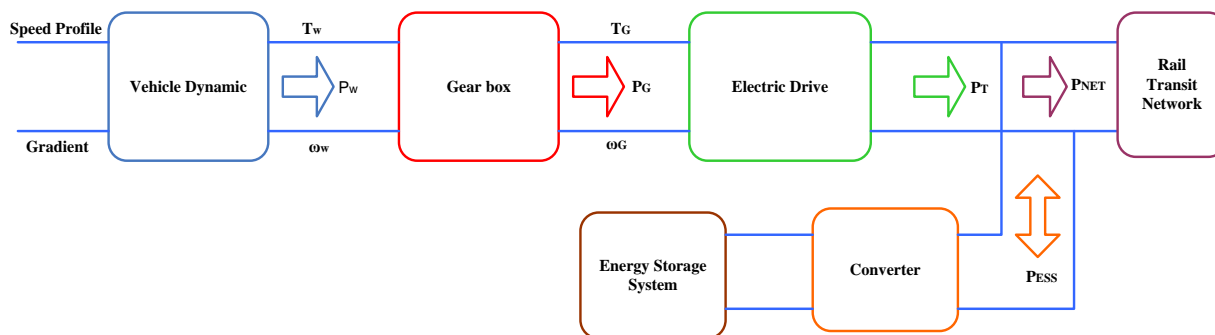 Speed Profile
Gradient
Vehicle Dynamic
Tw
Pw
ωw
Gear box
TG
PG
ωG
Electric Drive
PT
PNET
Rail
Transit
Network
Energy Storage
System
Converter
PESS